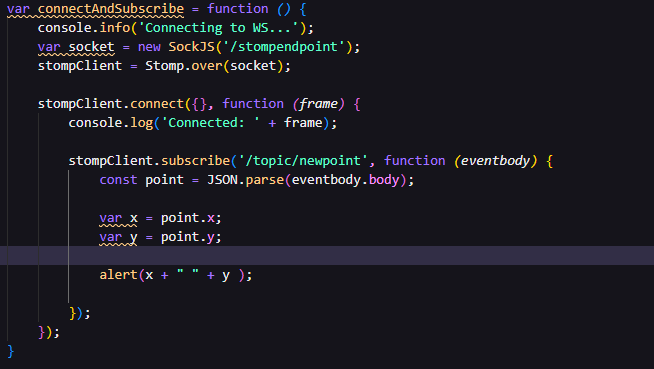 var connectAndSubscribe = function () {
console.info('Connecting to WS...');
var socket = new SockJS('/stompendpoint');
stompClient = Stomp.over(socket);
stompClient.connect({}, function (frame) {
console.log('Connected: ' + frame);
stompClient.subscribe('/topic/newpoint', function (eventbody) {
const point = JSON.parse(eventbody.body);
var x = point.x;
var y = point.y;
alert(x + " " + y );
});
});
}